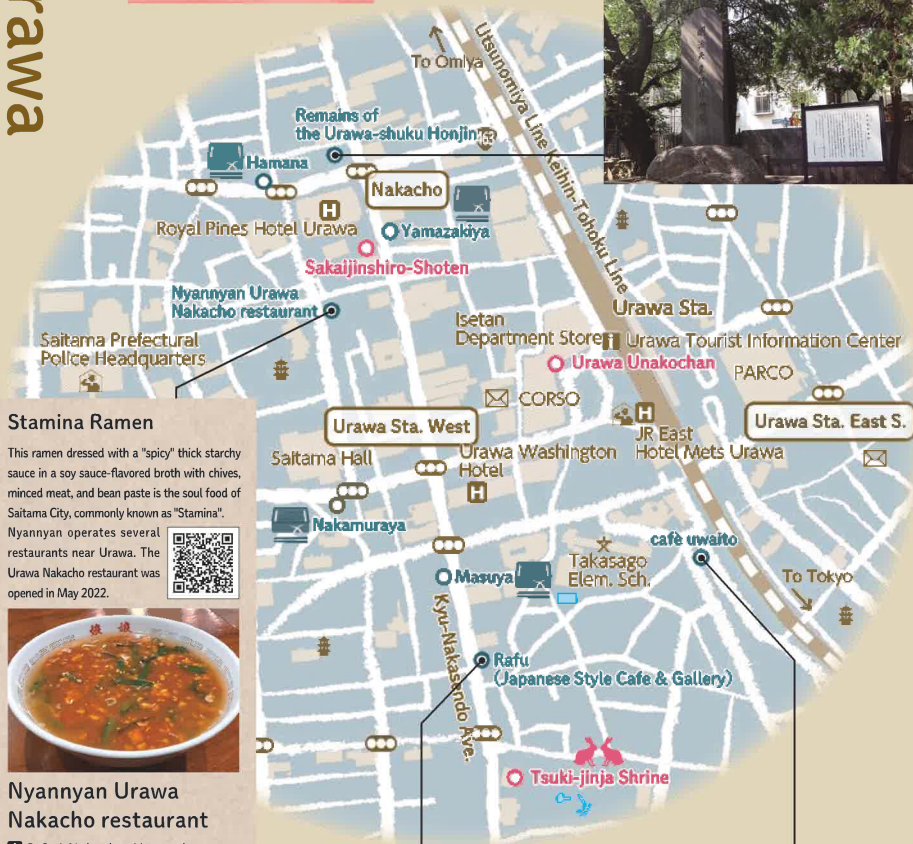 rawa
To Omiya
Utsunomiya Line Keihin-Tohoku Line
Remains of
the Urawa-shuku Honjin
Hamana
Nakacho
H
Royal Pines Hotel Urawa
Yamazakiya
Sakaijinshiro-Shoten
Nyannyan Urawa
Nakacho restaurant
Urawa Sta.
Isetan
Department Store
i Urawa Tourist Information Center
Saitama Prefectural
Police Headquarters
Urawa Unakochan
PARCO
CORSO
H
Urawa Sta. West
Urawa Sta. East S.
JR East
Hotel Mets Urawa
Saitama Hall
Urawa Washington
Hotel
H
Nakamuraya
cafè uwaito
Takasago
Elem. Sch.
Masuya
To Tokyo
Kyu-Nakasendo Ave.
Rafu
(Japanese Style Cafe & Gallery)
Tsuki-jinja Shrine
Stamina Ramen
This ramen dressed with a "spicy" thick starchy
sauce in a soy sauce-flavored broth with chives,
minced meat, and bean paste is the soul food of
Saitama City, commonly known as "Stamina".
Nyannyan operates several
restaurants near Urawa. The
Urawa Nakacho restaurant was
opened in May 2022.
Nyannyan Urawa
Nakacho restaurant